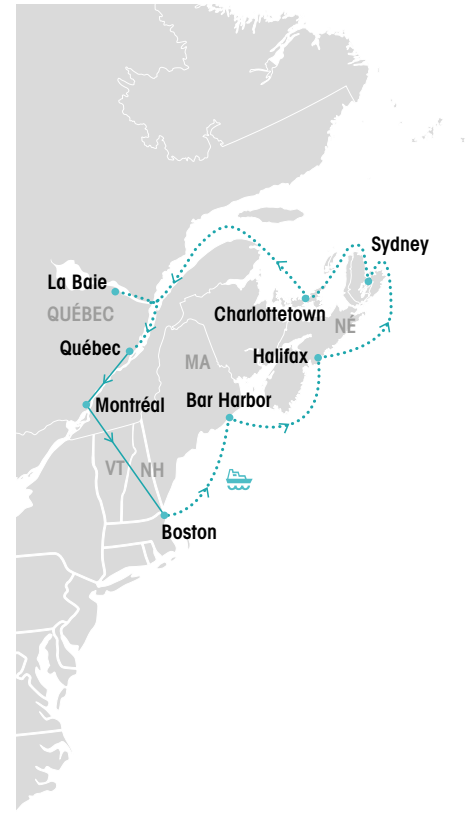 Sydney
La Baie
QUÉBEC
Charlottetown
NÉ
Québec
Halifax
MA
Bar Harbor
Montréal
VT
NH
Boston